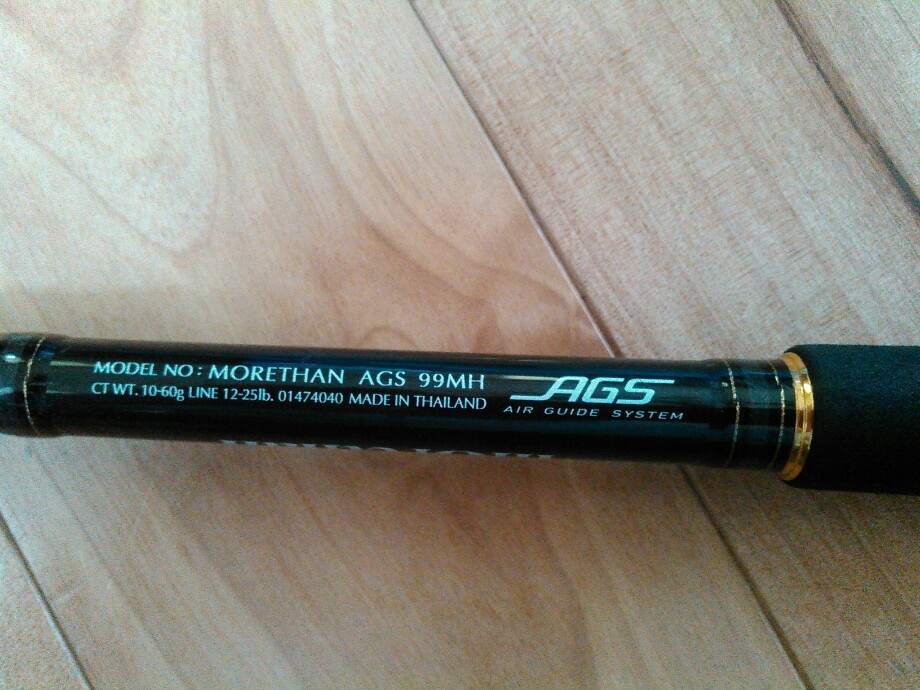 MODEL NO: MORETHAN AGS 99MH
CT WT. 10-60g LINE 12-25lb. 01474040 MADE IN THAILAND
AGS
AIR GUIDE SYSTEM